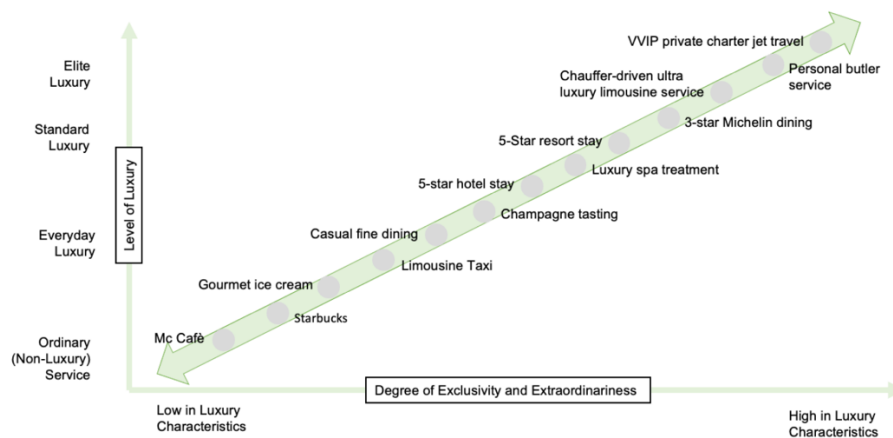 VVIP private charter jet travel
Elite
Luxury
Personal butler
service
Chauffer-driven ultra
luxury limousine service
Standard
Luxury
3-star Michelin dining
5-Star resort stay
Luxury spa treatment
5-star hotel stay
Champagne tasting
Level of Luxury
Everyday
Luxury
Casual fine dining
Limousine Taxi
Gourmet ice cream
Starbucks
Mc Cafè
Ordinary
(Non-Luxury)
Service
Degree of Exclusivity and Extraordinariness
Low in Luxury
Characteristics
High in Luxury
Characteristics